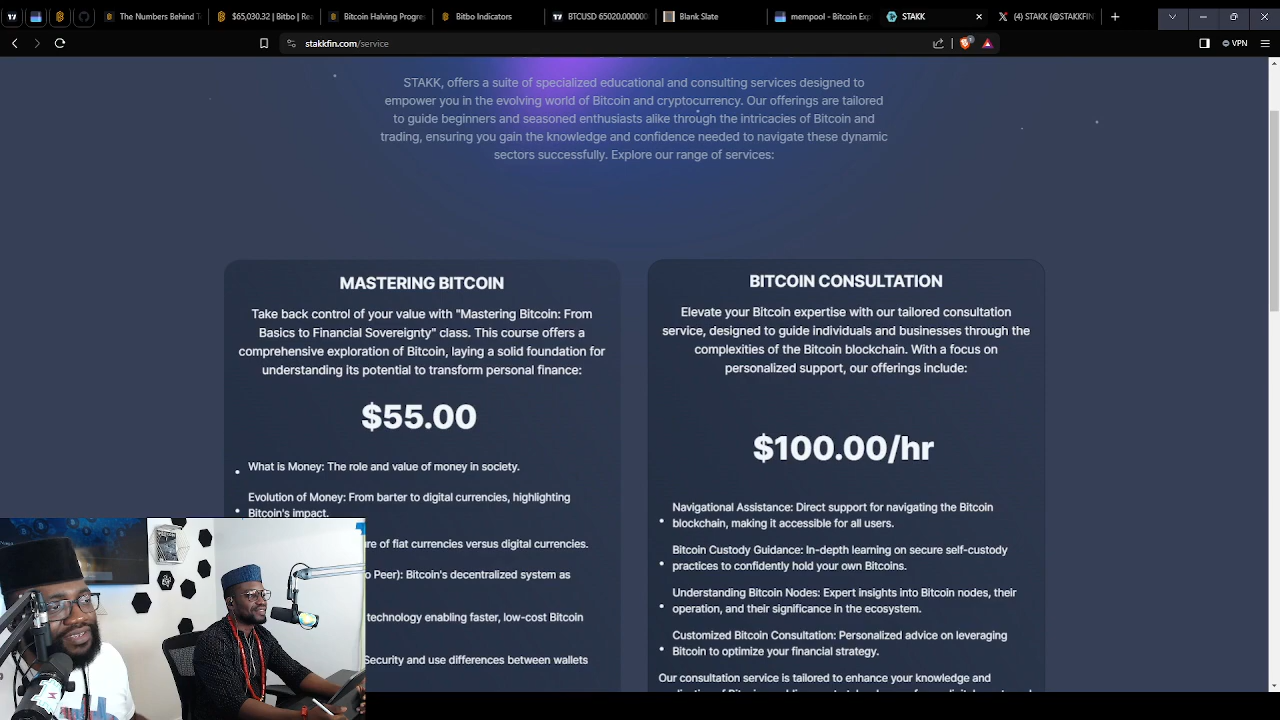 The Numbers Behind T
$65,030.32 | Bitbo | Rea
Bitcoin Halving Progres
Bitbo Indicators
BTCUSD 65020.000000
Blank Slate
mempool - Bitcoin Exp
STAKK
(4) STAKK (@STAKKFIN
stakkfin.com/service
VPN
STAKK, offers a suite of specialized educational and consulting services designed to
empower you in the evolving world of Bitcoin and cryptocurrency. Our offerings are tailored
to guide beginners and seasoned enthusiasts alike through the intricacies of Bitcoin and
trading, ensuring you gain the knowledge and confidence needed to navigate these dynamic
sectors successfully. Explore our range of services:
MASTERING BITCOIN
Take back control of your value with "Mastering Bitcoin: From
Basics to Financial Sovereignty" class. This course offers a
comprehensive exploration of Bitcoin, laying a solid foundation for
understanding its potential to transform personal finance:
$55.00
What is Money: The role and value of money in society.
Evolution of Money: From barter to digital currencies, highlighting
Bitcoin's impact.
ure of fiat currencies versus digital currencies.
o Peer): Bitcoin's decentralized system as
technology enabling faster, low-cost Bitcoin
Security and use differences between wallets
BITCOIN CONSULTATION
Elevate your Bitcoin expertise with our tailored consultation
service, designed to guide individuals and businesses through the
complexities of the Bitcoin blockchain. With a focus on
personalized support, our offerings include:
$100.00/hr
Navigational Assistance: Direct support for navigating the Bitcoin
blockchain, making it accessible for all users.
Bitcoin Custody Guidance: In-depth learning on secure self-custody
practices to confidently hold your own Bitcoins.
Understanding Bitcoin Nodes: Expert insights into Bitcoin nodes, their
operation, and their significance in the ecosystem.
Customized Bitcoin Consultation: Personalized advice on leveraging
Bitcoin to optimize your financial strategy.
Our consultation service is tailored to enhance your knowledge and